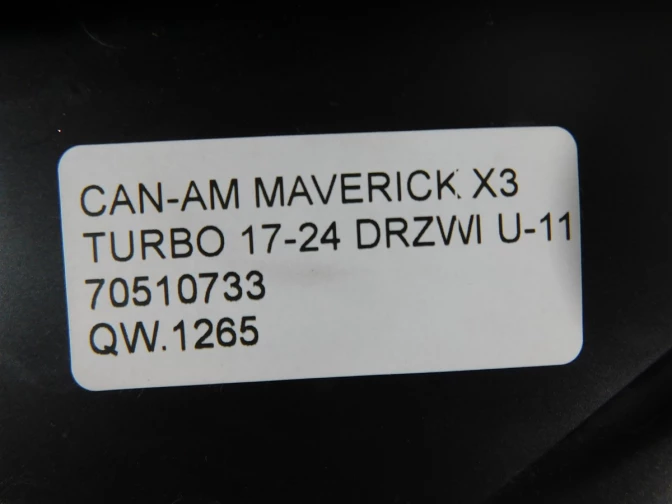 CAN-AM MAVERICK X3
TURBO 17-24 DRZWI U-11
70510733
QW.1265